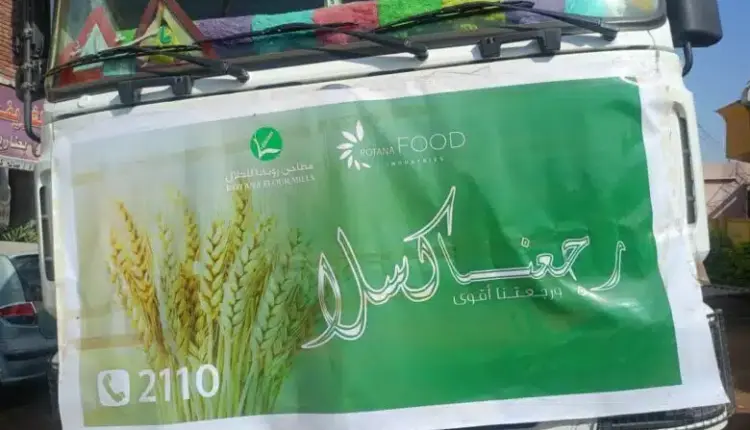 مطاحن روتانا للغلال
ROTANA FLOUR MILLS
ROTANA FOOD
INDUSTRIES
رجعنا كسلا
ورجعتنا أقوى
2110